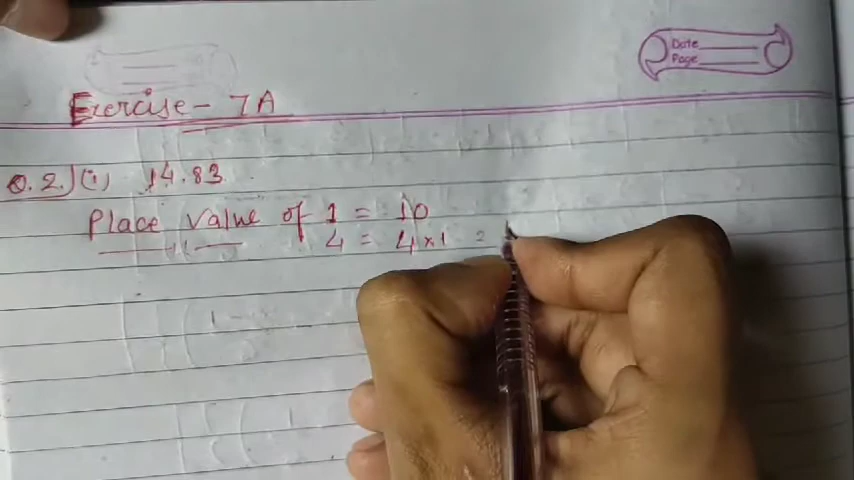 Date
Page
Exercise - 7A
Q.2.) (i) 14.83
Place value of 1 = 10
4 = 4×1 =